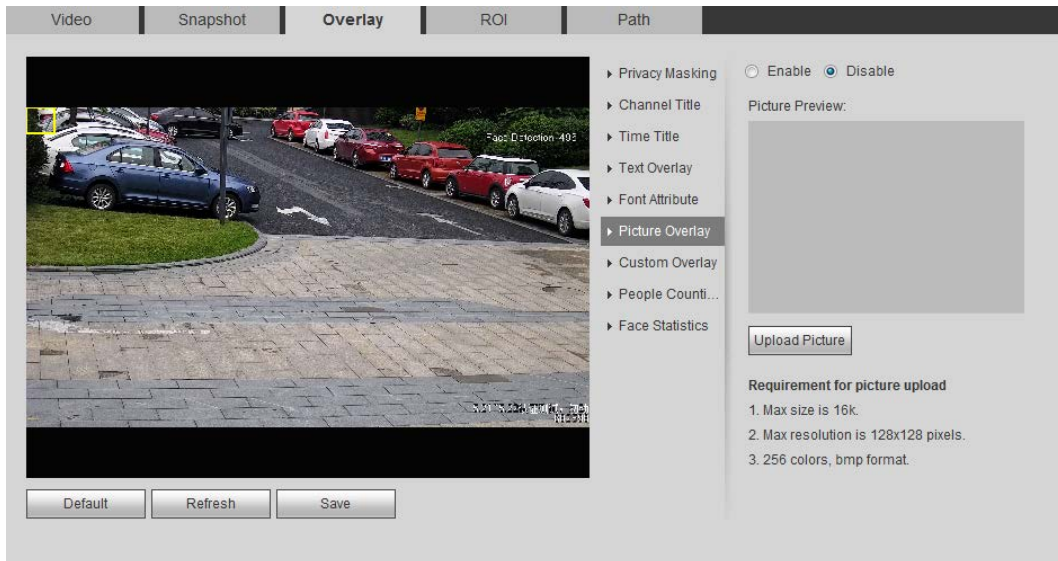 Video
Snapshot
Overlay
ROI
Path
Face Detection
Privacy Masking
Channel Title
Time Title
Text Overlay
Font Attribute
Picture Overlay
Custom Overlay
People Counti...
Face Statistics
Enable
Disable
Picture Preview:
Upload Picture
Requirement for picture upload
1. Max size is 16k.
2. Max resolution is 128x128 pixels.
3. 256 colors, bmp format.
Default
Refresh
Save